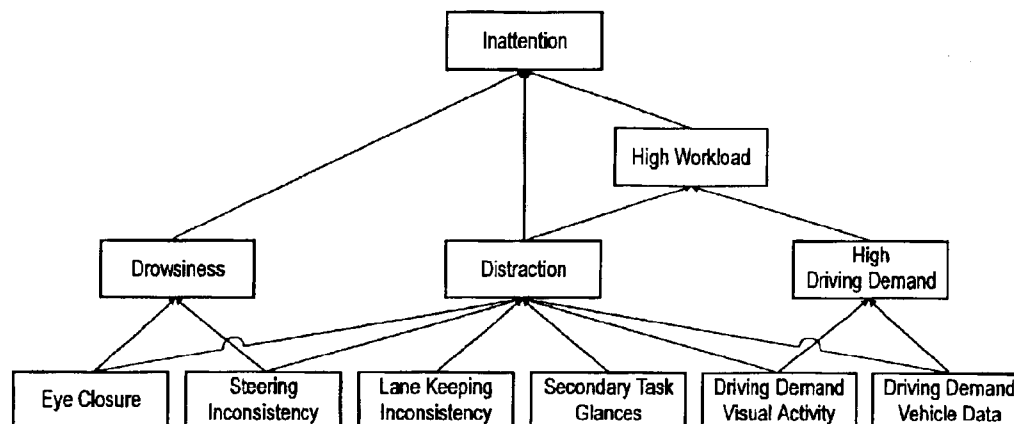 Inattention
High Workload
Drowsiness
Distraction
High
Driving Demand
Eye Closure
Steering
Inconsistency
Lane Keeping
Inconsistency
Secondary Task
Glances
Driving Demand
Visual Activity
Driving Demand
Vehicle Data